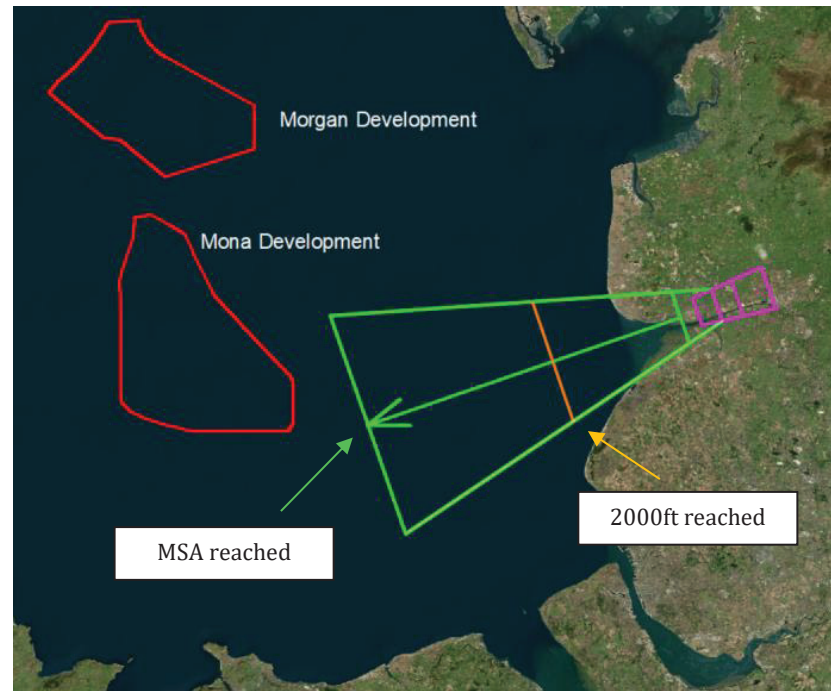 Morgan Development
Mona Development
2000ft reached
MSA reached